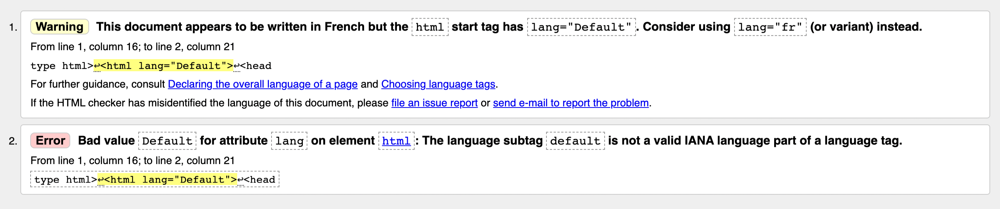 1. Warning This document appears to be written in French but the html start tag has lang="Default". Consider using lang="fr" (or variant) instead.
From line 1, column 16; to line 2, column 21
type html>↩<html lang="Default">↩<head
For further guidance, consult Declaring the overall language of a page and Choosing language tags.
If the HTML checker has misidentified the language of this document, please file an issue report or send e-mail to report the problem.
2. Error Bad value Default for attribute lang on element html: The language subtag default is not a valid IANA language part of a language tag.
From line 1, column 16; to line 2, column 21
type html>↩<html lang="Default">↩<head